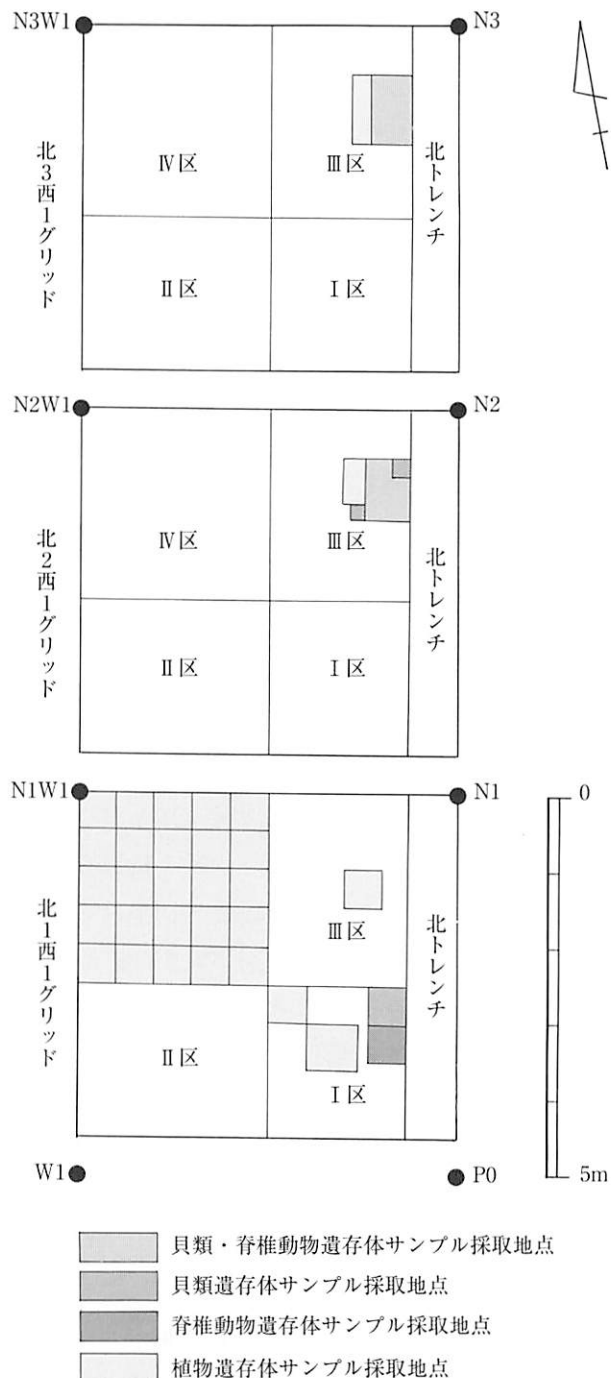 N3W1
N3
北3西1グリッド
Ⅳ区
Ⅲ区
北トレンチ
Ⅱ区
Ⅰ区
N2W1
N2
北2西1グリッド
Ⅳ区
Ⅲ区
北トレンチ
Ⅱ区
Ⅰ区
N1W1
N1
0
北1西1グリッド
Ⅲ区
北トレンチ
Ⅱ区
Ⅰ区
W1
P0
5m
貝類・脊椎動物遺存体サンプル採取地点
貝類遺存体サンプル採取地点
脊椎動物遺存体サンプル採取地点
植物遺存体サンプル採取地点